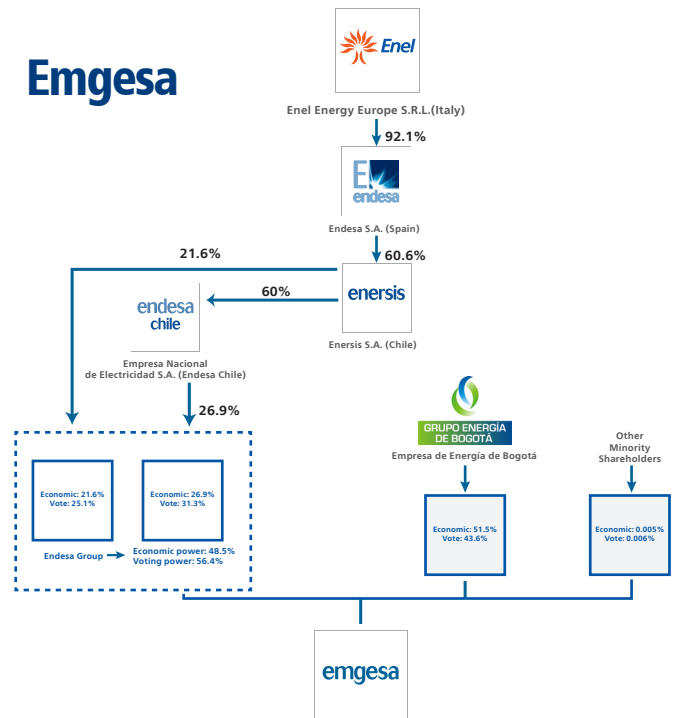 Emgesa
Enel
Enel Energy Europe S.R.L.(Italy)
92.1%
E
endesa
Endesa S.A. (Spain)
21.6%
60.6%
60%
enersis
endesa
chile
Enersis S.A. (Chile)
Empresa Nacional
de Electricidad S.A. (Endesa Chile)
26.9%
GRUPO ENERGÍA
DE BOGOTÁ
Empresa de Energía de Bogotá
Other
Minority
Shareholders
Economic: 21.6%
Vote: 25.1%
Economic: 26.9%
Vote: 31.3%
Endesa Group
Economic power: 48.5%
Voting power: 56.4%
Economic: 51.5%
Vote: 43.6%
Economic: 0.005%
Vote: 0.006%
emgesa